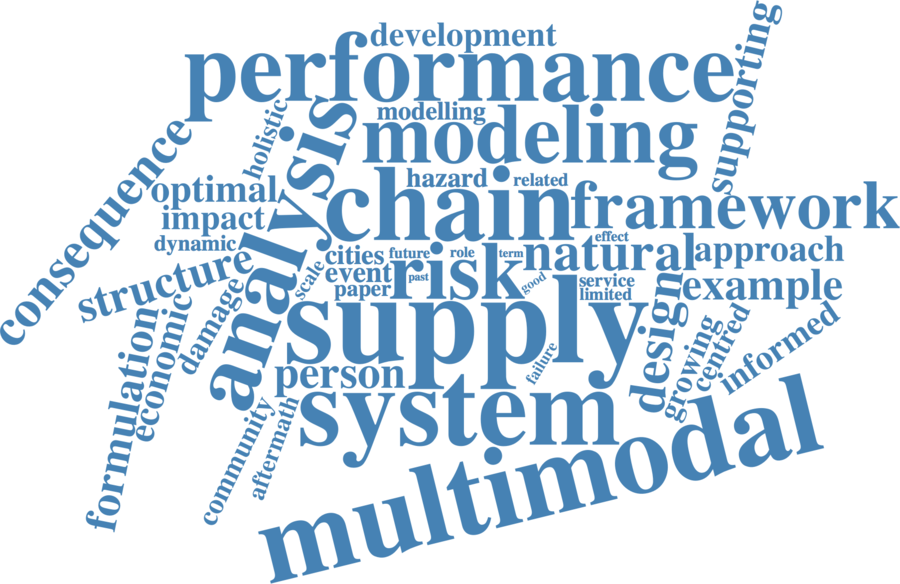 supporting
development
performance
holistic
modelling
modeling
consequence
analysis
hazard
related
optimal
chain
framework
impact
dynamic
effect
natural
approach
cities
future
role
term
structure
scale
event
past
risk
good
service
example
paper
limited
damage
supply
design
formulation
economic
failure
growing
centred
informed
person
system
community
aftermath
multimodal